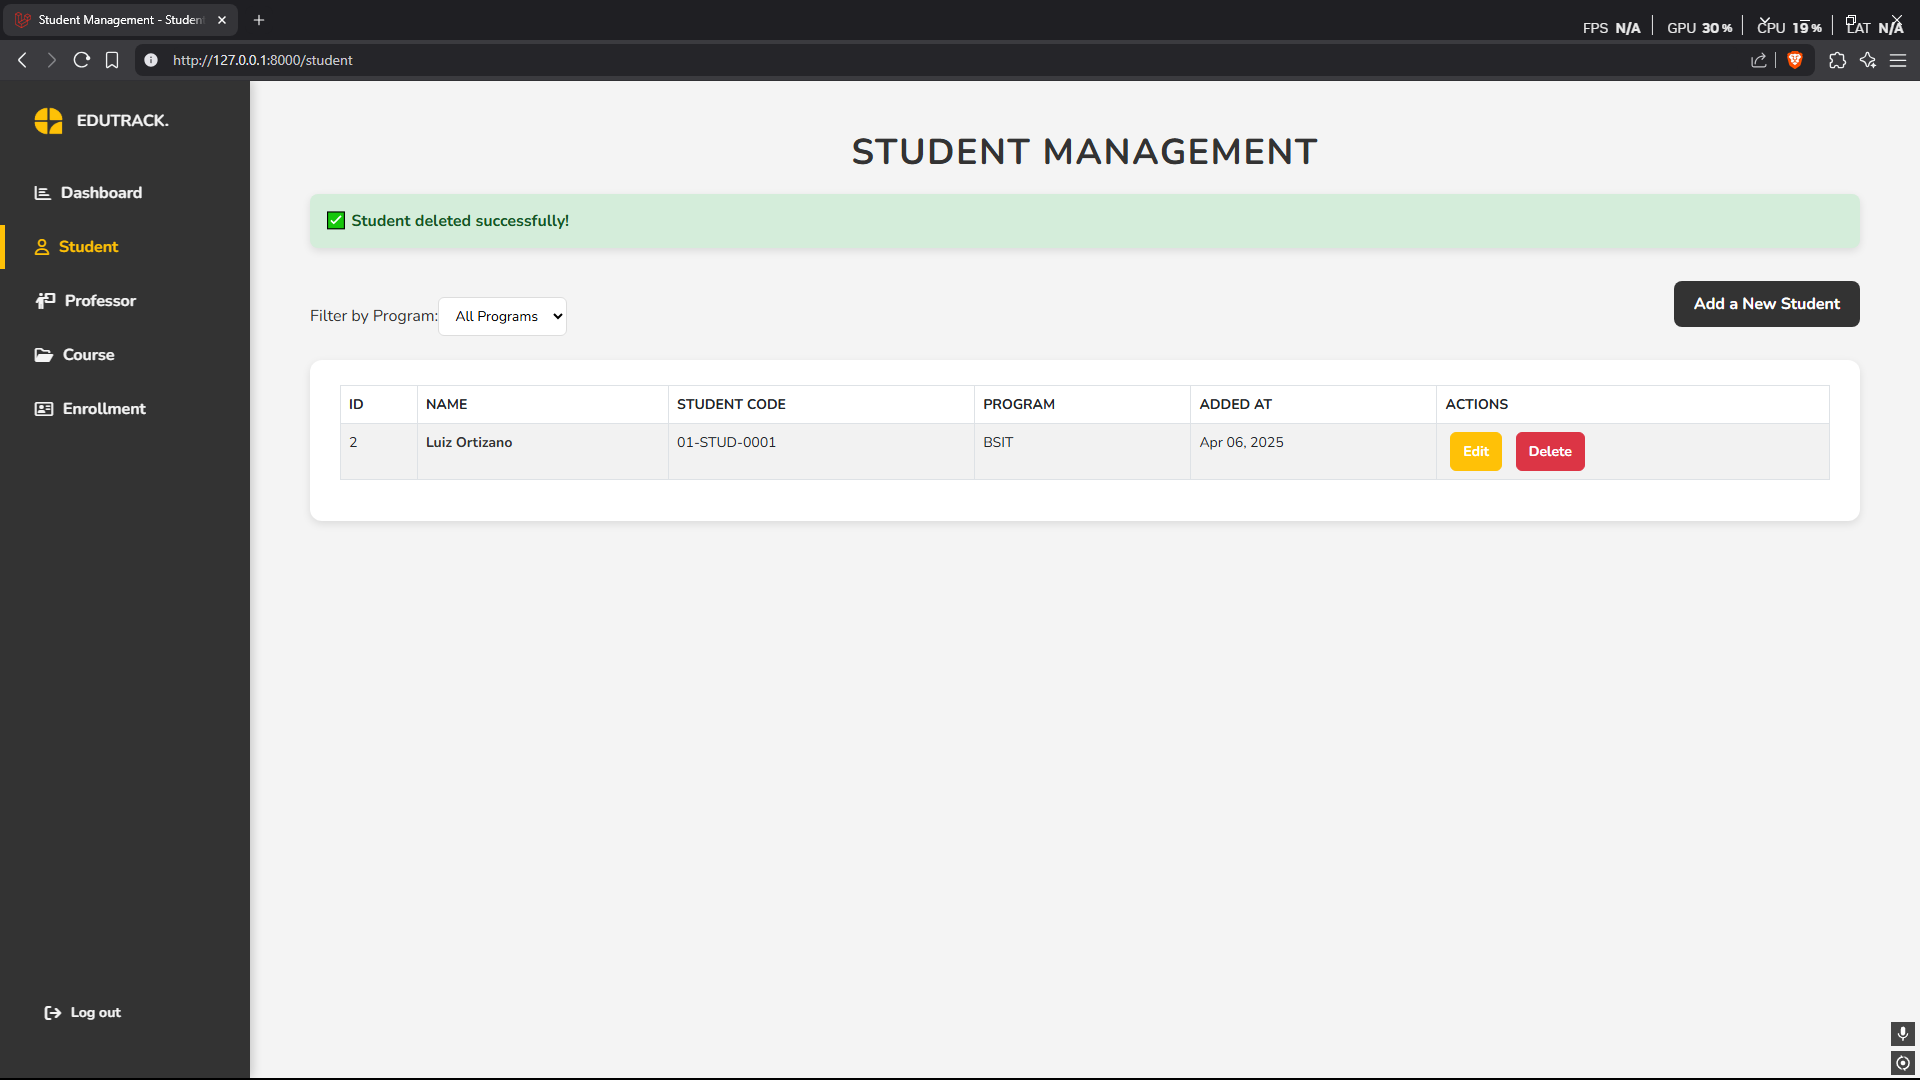 Student Management - Studen
FPS N/A GPU 30 % CPU 19 % LAT N/A
http://127.0.0.1:8000/student
EDUTRACK.
Dashboard
Student
Professor
Course
Enrollment
Log out
STUDENT MANAGEMENT
✅ Student deleted successfully!
Filter by Program: All Programs
Add a New Student
ID NAME STUDENT CODE PROGRAM ADDED AT ACTIONS
2 Luiz Ortizano 01-STUD-0001 BSIT Apr 06, 2025 Edit Delete